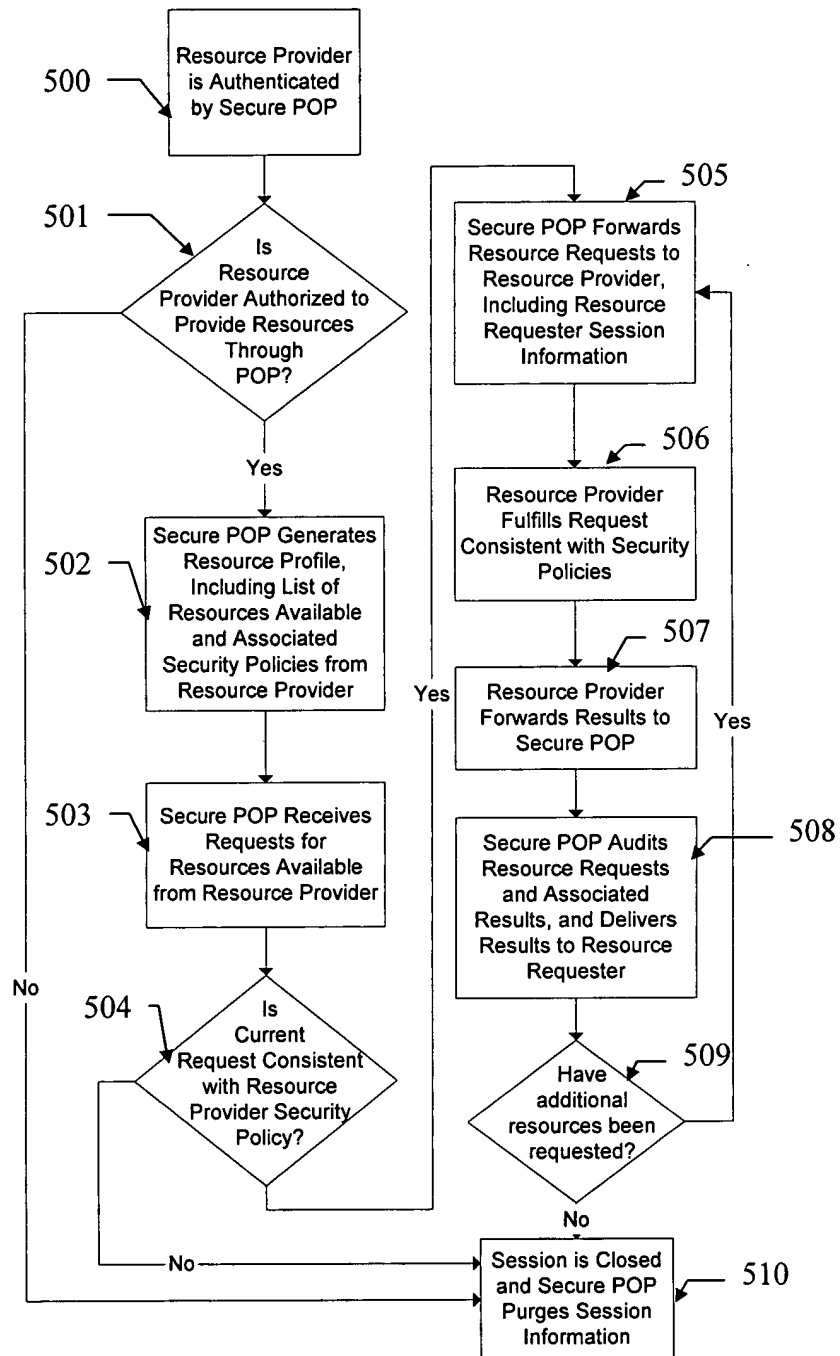 500
Resource Provider
is Authenticated
by Secure POP
501
Is
Resource
Provider Authorized to
Provide Resources
Through
POP?
Yes
No
502
Secure POP Generates
Resource Profile,
Including List of
Resources Available
and Associated
Security Policies from
Resource Provider
503
Secure POP Receives
Requests for
Resources Available
from Resource Provider
504
Is
Current
Request Consistent
with Resource
Provider Security
Policy?
Yes
No
505
Secure POP Forwards
Resource Requests to
Resource Provider,
Including Resource
Requester Session
Information
506
Resource Provider
Fulfills Request
Consistent with Security
Policies
507
Resource Provider
Forwards Results to
Secure POP
508
Secure POP Audits
Resource Requests
and Associated
Results, and Delivers
Results to Resource
Requester
509
Have
additional
resources been
requested?
Yes
No
510
Session is Closed
and Secure POP
Purges Session
Information